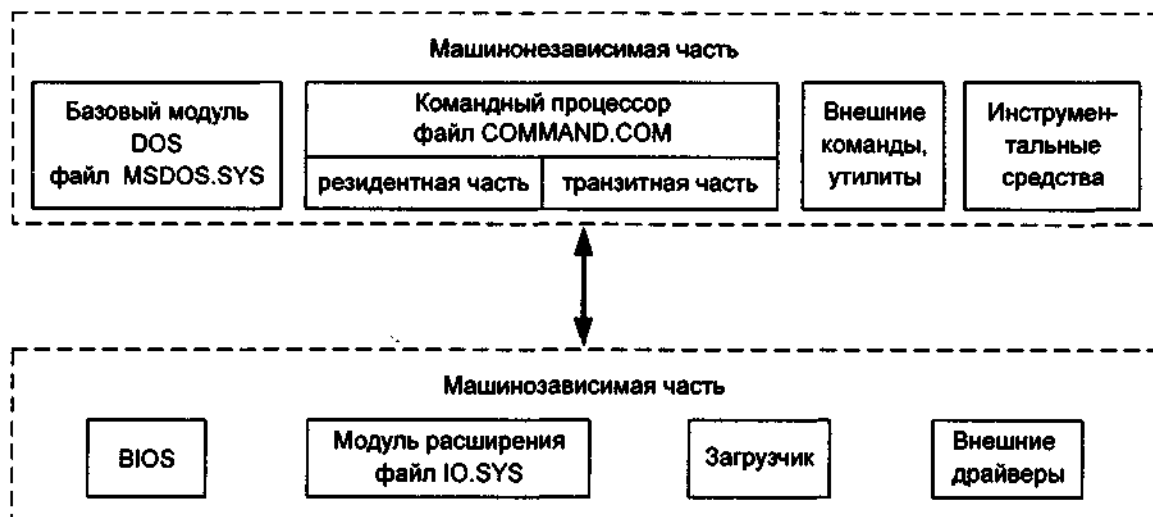 Машинонезависимая часть
Базовый модуль
DOS
файл MSDOS.SYS
Командный процессор
файл COMMAND.COM
резидентная часть
транзитная часть
Внешние
команды,
утилиты
Инструмен-
тальные
средства
Машинозависимая часть
BIOS
Модуль расширения
файл IO.SYS
Загрузчик
Внешние
драйверы